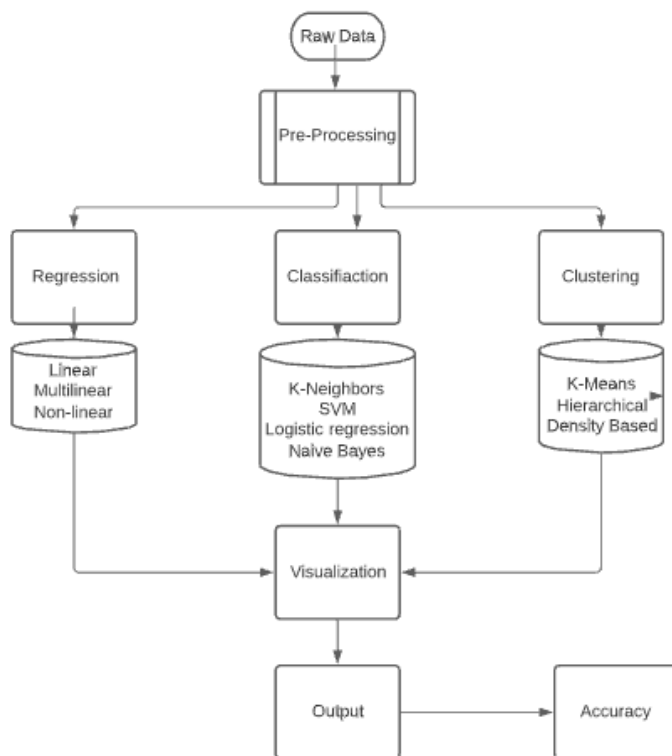 Raw Data
Pre-Processing
Regression
Classifiaction
Clustering
Linear
Multilinear
Non-linear
K-Neighbors
SVM
Logistic regression
Naïve Bayes
K-Means
Hierarchical
Density Based
Visualization
Output
Accuracy